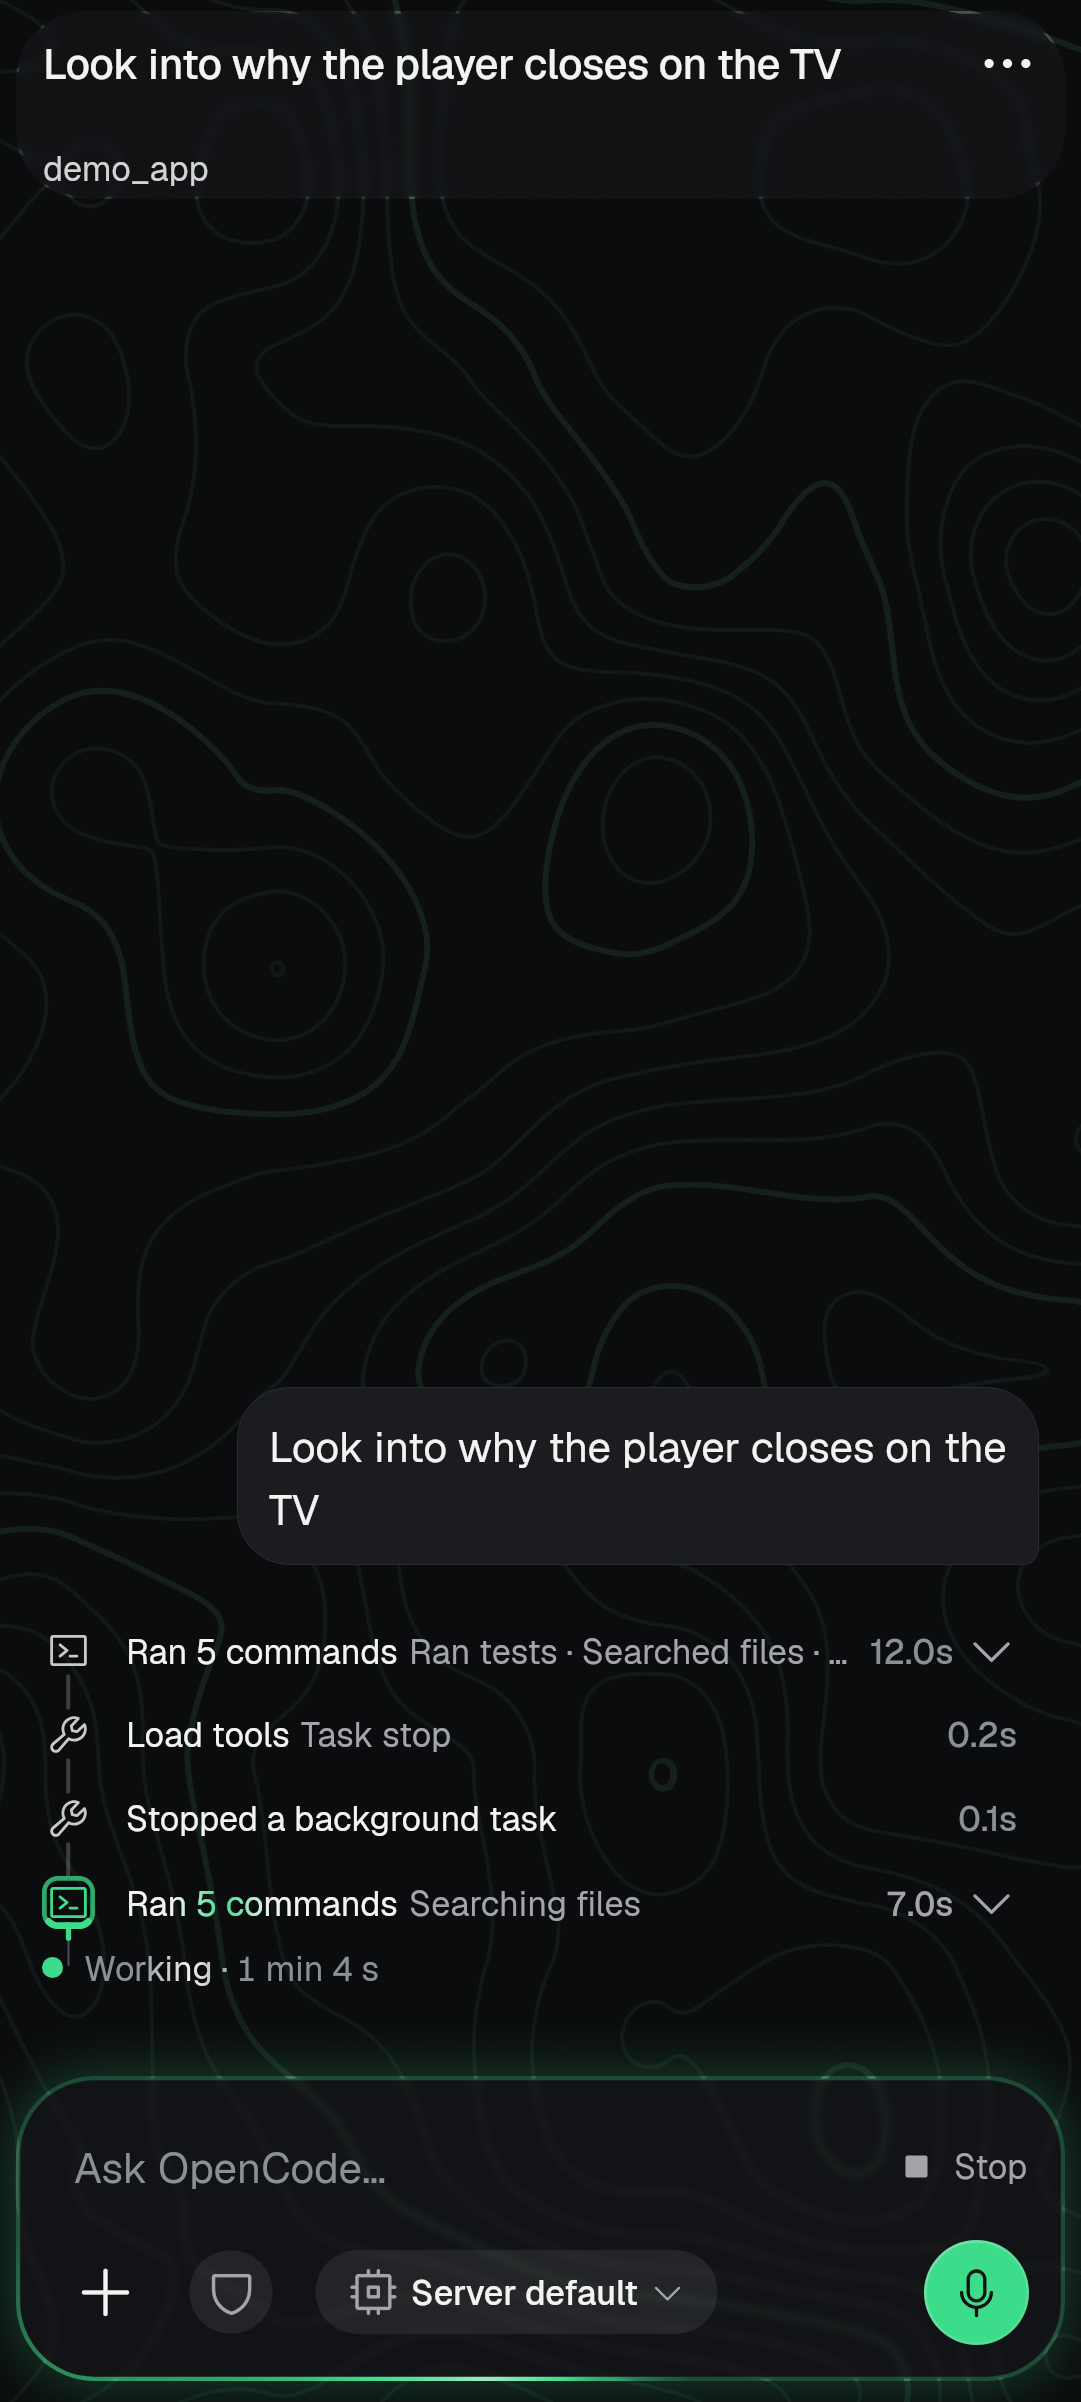 Look into why the player closes on the TV
demo_app
Look into why the player closes on the
TV
Ran 5 commands Ran tests · Searched files · ... 12.0s
Load tools Task stop 0.2s
Stopped a background task 0.1s
Ran 5 commands Searching files 7.0s
Working · 1 min 4 s
Ask OpenCode... Stop
Server default